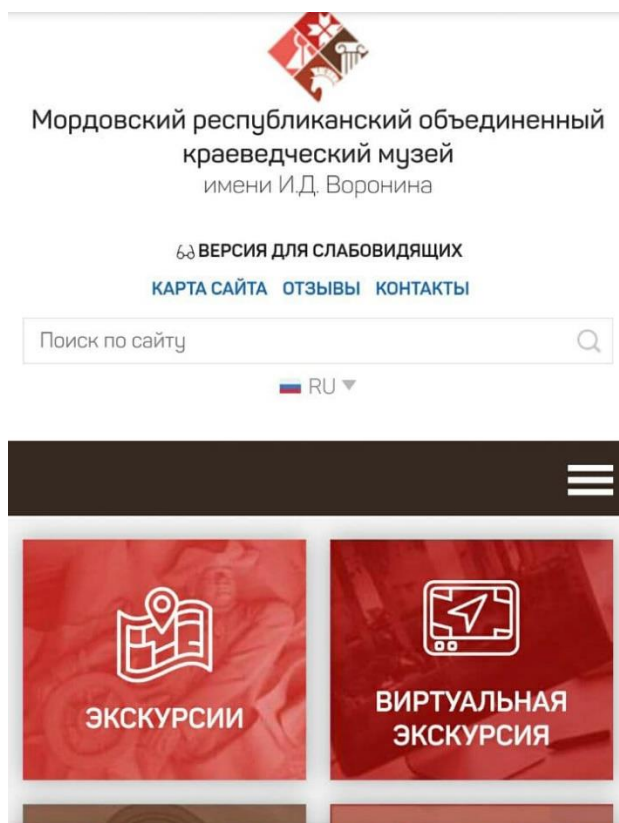 Мордовский республиканский объединенный
краеведческий музей
имени И.Д. Воронина
ВЕРСИЯ ДЛЯ СЛАБОВИДЯЩИХ
КАРТА САЙТА ОТЗЫВЫ КОНТАКТЫ
Поиск по сайту
RU
ЭКСКУРСИИ
ВИРТУАЛЬНАЯ
ЭКСКУРСИЯ